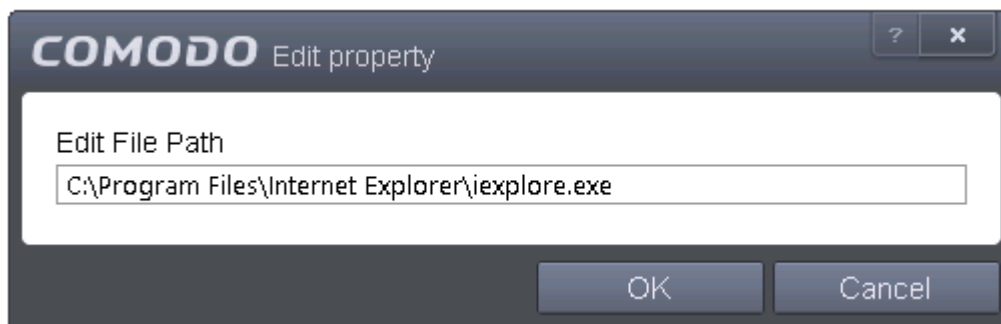 COMODO Edit property
? ×
Edit File Path
C:\Program Files\Internet Explorer\iexplore.exe
OK Cancel